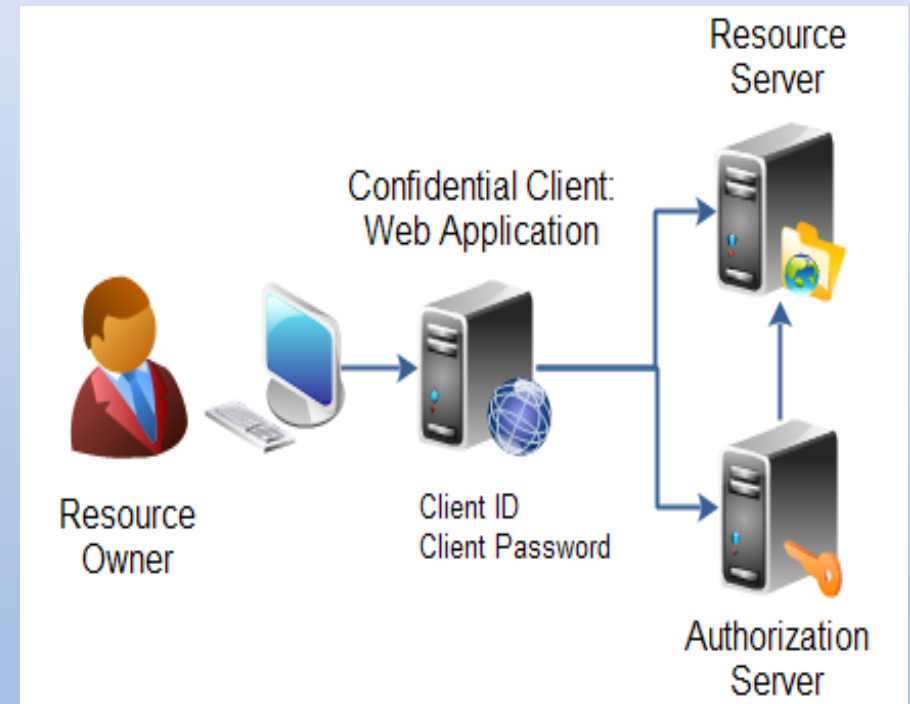 Resource
Server
Confidential Client:
Web Application
Resource
Owner
Client ID
Client Password
Authorization
Server